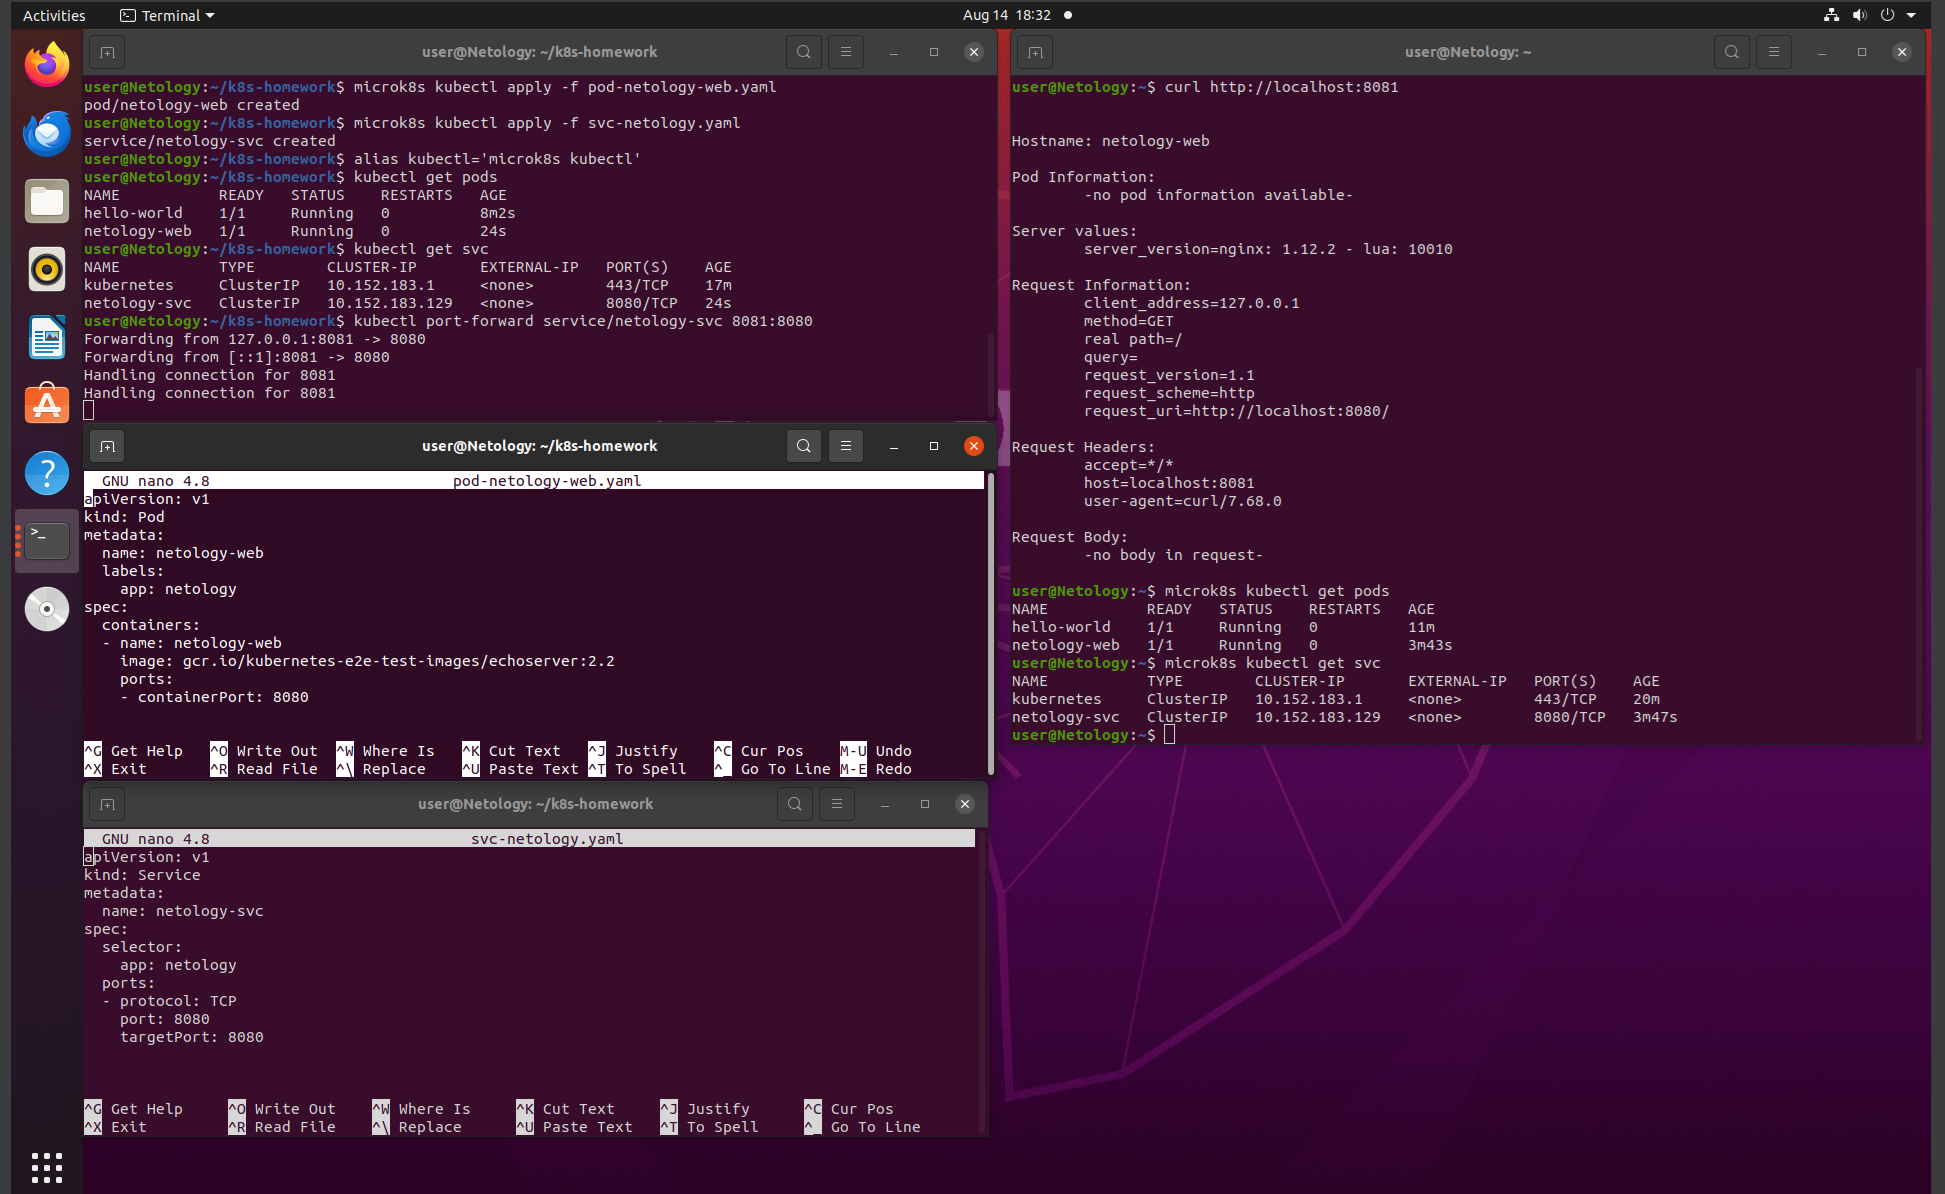 Activities
Terminal
Aug 14 18:32
user@Netology: ~/k8s-homework
user@Netology:~/k8s-homework$ microk8s kubectl apply -f pod-netology-web.yaml
pod/netology-web created
user@Netology:~/k8s-homework$ microk8s kubectl apply -f svc-netology.yaml
service/netology-svc created
user@Netology:~/k8s-homework$ alias kubectl='microk8s kubectl'
user@Netology:~/k8s-homework$ kubectl get pods
NAME READY STATUS RESTARTS AGE
hello-world 1/1 Running 0 8m2s
netology-web 1/1 Running 0 24s
user@Netology:~/k8s-homework$ kubectl get svc
NAME TYPE CLUSTER-IP EXTERNAL-IP PORT(S) AGE
kubernetes ClusterIP 10.152.183.1 <none> 443/TCP 17m
netology-svc ClusterIP 10.152.183.129 <none> 8080/TCP 24s
user@Netology:~/k8s-homework$ kubectl port-forward service/netology-svc 8081:8080
Forwarding from 127.0.0.1:8081 -> 8080
Forwarding from [::1]:8081 -> 8080
Handling connection for 8081
Handling connection for 8081
user@Netology: ~/k8s-homework
GNU nano 4.8 pod-netology-web.yaml
apiVersion: v1
kind: Pod
metadata:
  name: netology-web
  labels:
    app: netology
spec:
  containers:
  - name: netology-web
    image: gcr.io/kubernetes-e2e-test-images/echoserver:2.2
    ports:
    - containerPort: 8080
^G Get Help ^O Write Out ^W Where Is ^K Cut Text ^J Justify ^C Cur Pos M-U Undo
^X Exit ^R Read File ^\ Replace ^U Paste Text ^T To Spell ^_ Go To Line M-E Redo
user@Netology: ~/k8s-homework
GNU nano 4.8 svc-netology.yaml
apiVersion: v1
kind: Service
metadata:
  name: netology-svc
spec:
  selector:
    app: netology
  ports:
  - protocol: TCP
    port: 8080
    targetPort: 8080
^G Get Help ^O Write Out ^W Where Is ^K Cut Text ^J Justify ^C Cur Pos
^X Exit ^R Read File ^\ Replace ^U Paste Text ^T To Spell ^_ Go To Line
user@Netology: ~
user@Netology:~$ curl http://localhost:8081
Hostname: netology-web
Pod Information:
-no pod information available-
Server values:
server_version=nginx: 1.12.2 - lua: 10010
Request Information:
client_address=127.0.0.1
method=GET
real path=/
query=
request_version=1.1
request_scheme=http
request_uri=http://localhost:8080/
Request Headers:
accept=*/*
host=localhost:8081
user-agent=curl/7.68.0
Request Body:
-no body in request-
user@Netology:~$ microk8s kubectl get pods
NAME READY STATUS RESTARTS AGE
hello-world 1/1 Running 0 11m
netology-web 1/1 Running 0 3m43s
user@Netology:~$ microk8s kubectl get svc
NAME TYPE CLUSTER-IP EXTERNAL-IP PORT(S) AGE
kubernetes ClusterIP 10.152.183.1 <none> 443/TCP 20m
netology-svc ClusterIP 10.152.183.129 <none> 8080/TCP 3m47s
user@Netology:~$